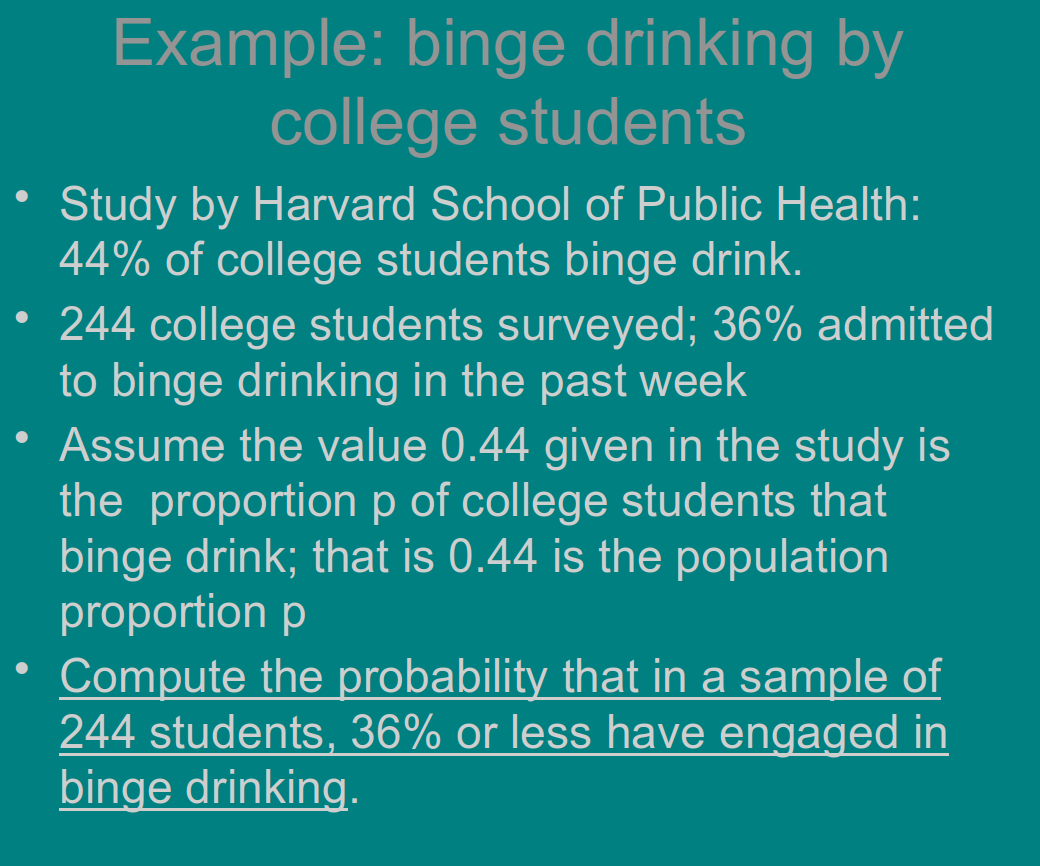 Example: binge drinking by
college students
• Study by Harvard School of Public Health:
44% of college students binge drink.
• 244 college students surveyed; 36% admitted
to binge drinking in the past week
• Assume the value 0.44 given in the study is
the  proportion p of college students that
binge drink; that is 0.44 is the population
proportion p
• Compute the probability that in a sample of
244 students, 36% or less have engaged in
binge drinking.